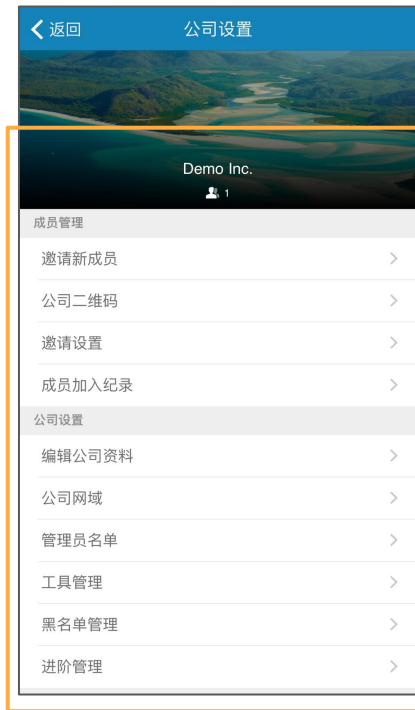 返回
公司设置
Demo Inc.
1
成员管理
邀请新成员
公司二维码
邀请设置
成员加入纪录
公司设置
编辑公司资料
公司网域
管理员名单
工具管理
黑名单管理
进阶管理